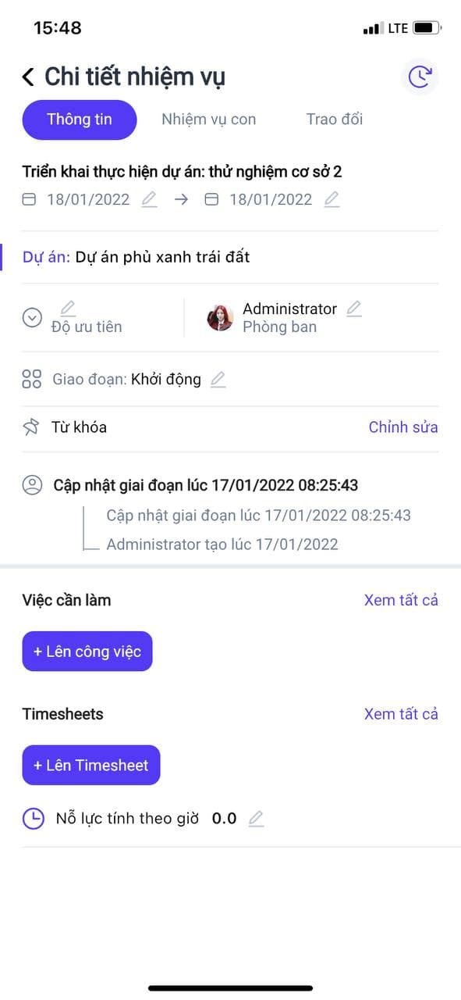 15:48 LTE
Chi tiết nhiệm vụ
Thông tin Nhiệm vụ con Trao đổi
Triển khai thực hiện dự án: thử nghiệm cơ sở 2
18/01/2022 → 18/01/2022
Dự án: Dự án phủ xanh trái đất
Administrator
Độ ưu tiên Phòng ban
Giao đoạn: Khởi động
Từ khóa Chỉnh sửa
Cập nhật giai đoạn lúc 17/01/2022 08:25:43
Cập nhật giai đoạn lúc 17/01/2022 08:25:43
Administrator tạo lúc 17/01/2022
Việc cần làm Xem tất cả
+ Lên công việc
Timesheets Xem tất cả
+ Lên Timesheet
Nỗ lực tính theo giờ 0.0